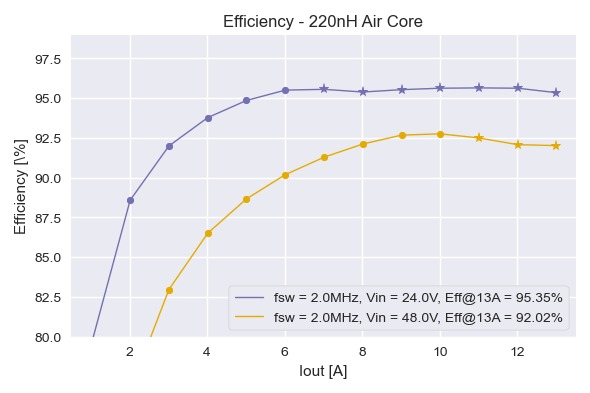 Efficiency - 220nH Air Core
97.5
95.0
92.5
90.0
87.5
85.0
82.5
80.0
Efficiency [\%]
fsw = 2.0MHz, Vin = 24.0V, Eff@13A = 95.35%
fsw = 2.0MHz, Vin = 48.0V, Eff@13A = 92.02%
2 4 6 8 10 12
Iout [A]